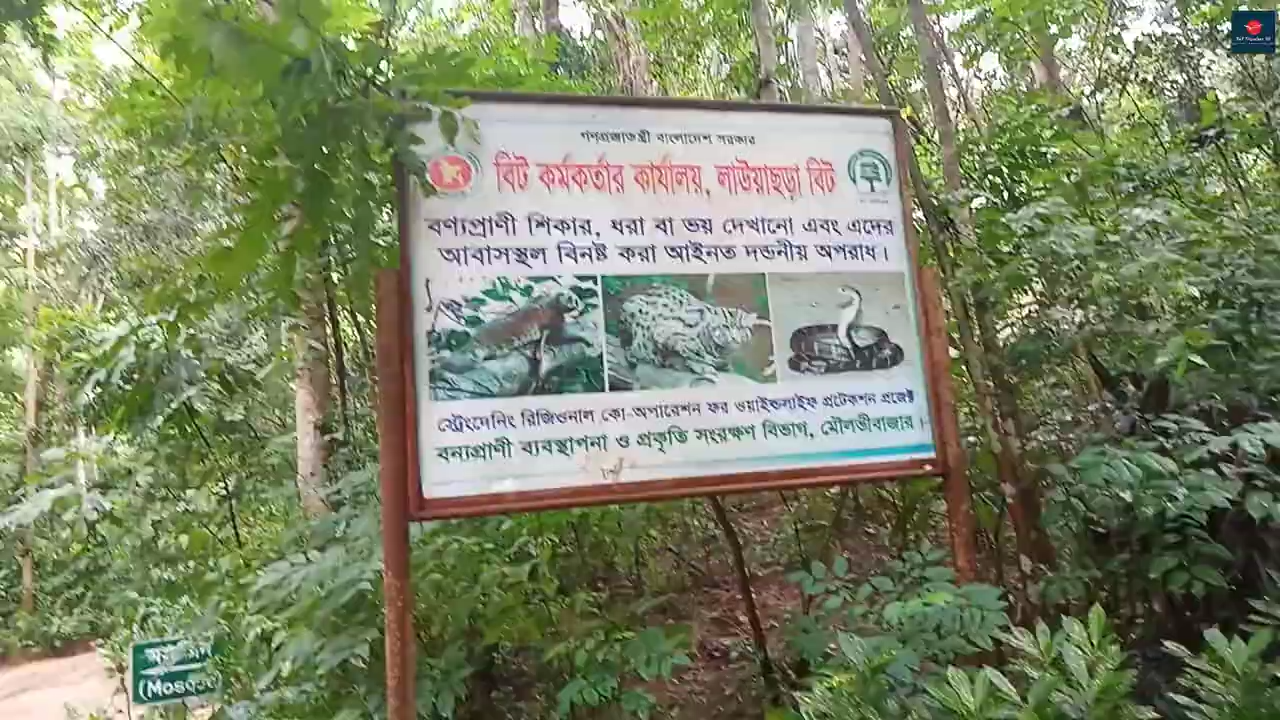 গণপ্রজাতন্ত্রী বাংলাদেশ সরকার
বিট কর্মকর্তার কার্যালয়, লাউয়াছড়া বিট
বণ্যপ্রাণী শিকার, ধরা বা ভয় দেখানো এবং এদের
আবাসস্থল বিনষ্ট করা আইনত দন্ডনীয় অপরাধ।
স্ট্রেংদেনিং রিজিওনাল কো-অপারেশন ফর ওয়াইল্ডলাইফ প্রটেকশন প্রজেক্ট
বন্যপ্রাণী ব্যবস্থাপনা ও প্রকৃতি সংরক্ষণ বিভাগ, মৌলভীবাজার।
(Mosque)